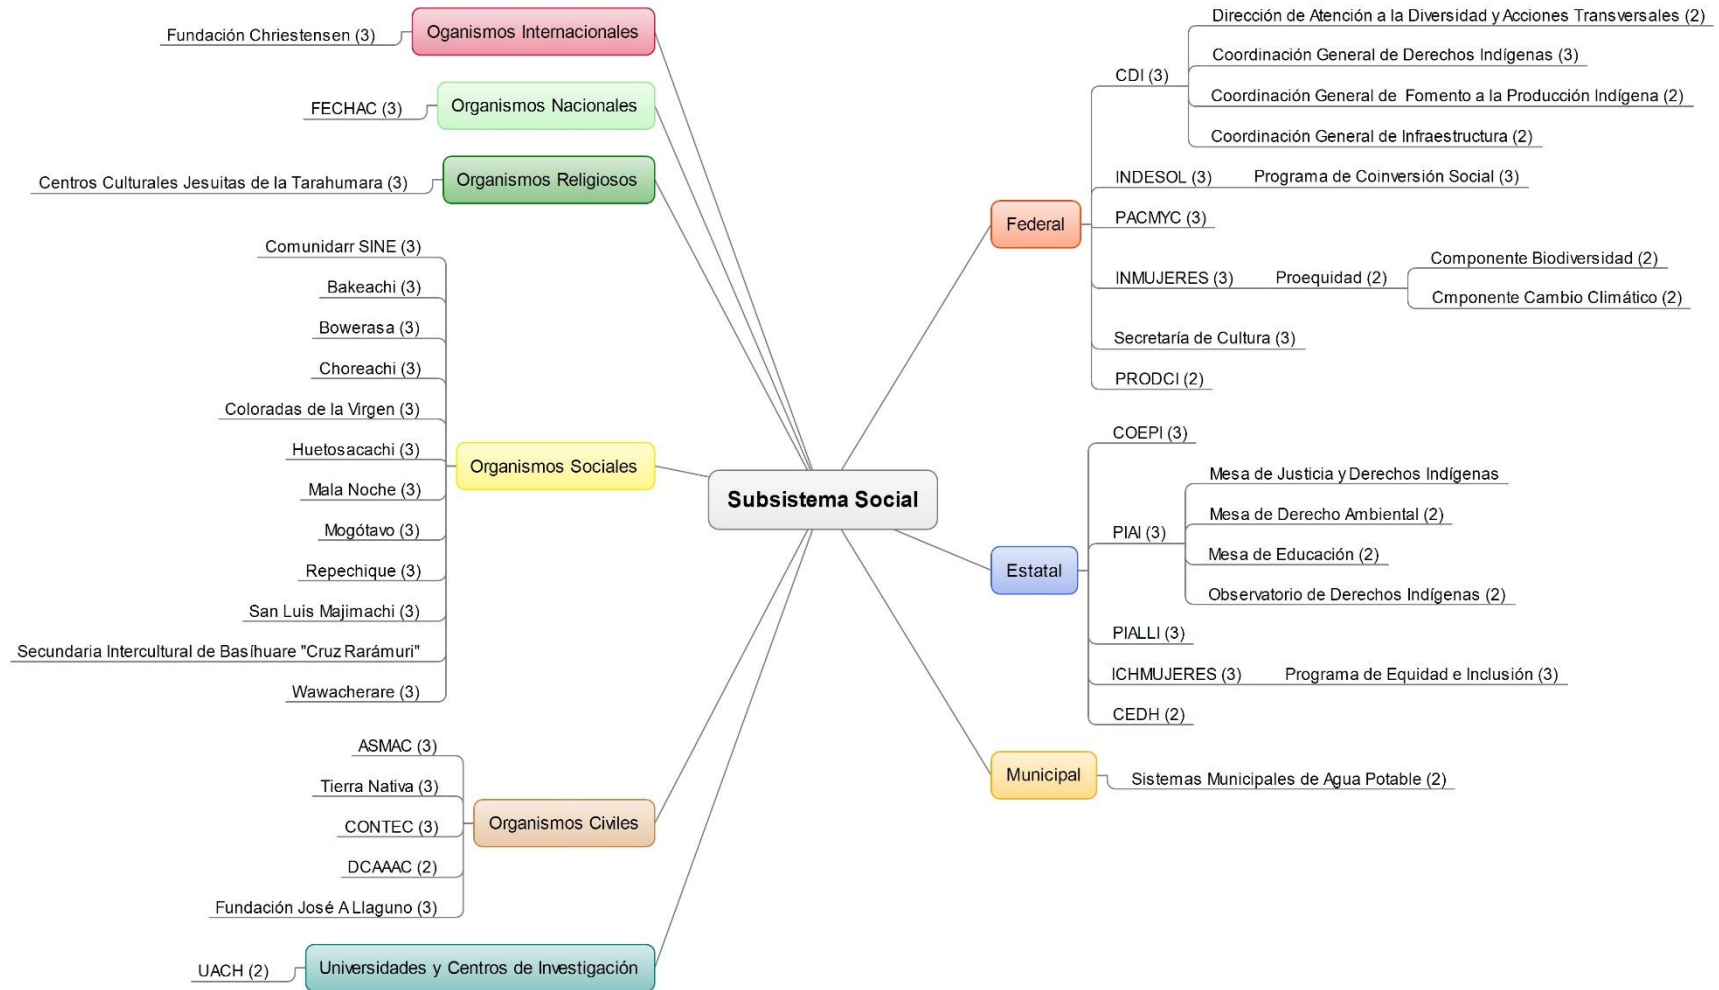 Subsistema Social
Oganismos Internacionales
Fundación Chriestensen (3)
Organismos Nacionales
FECHAC (3)
Organismos Religiosos
Centros Culturales Jesuitas de la Tarahumara (3)
Organismos Sociales
Comunidarr SINE (3)
Bakeachi (3)
Bowerasa (3)
Choreachi (3)
Coloradas de la Virgen (3)
Huetosacachi (3)
Mala Noche (3)
Mogótavo (3)
Repechique (3)
San Luis Majimachi (3)
Secundaria Intercultural de Basíhuare "Cruz Rarámuri"
Wawacherare (3)
Organismos Civiles
ASMAC (3)
Tierra Nativa (3)
CONTEC (3)
DCAAAC (2)
Fundación José A Llaguno (3)
Universidades y Centros de Investigación
UACH (2)
Federal
CDI (3)
Dirección de Atención a la Diversidad y Acciones Transversales (2)
Coordinación General de Derechos Indígenas (3)
Coordinación General de Fomento a la Producción Indígena (2)
Coordinación General de Infraestructura (2)
INDESOL (3)
Programa de Coinversión Social (3)
PACMYC (3)
INMUJERES (3)
Proequidad (2)
Componente Biodiversidad (2)
Cmponente Cambio Climático (2)
Secretaría de Cultura (3)
PRODCI (2)
Estatal
COEPI (3)
PIAI (3)
Mesa de Justicia y Derechos Indígenas
Mesa de Derecho Ambiental (2)
Mesa de Educación (2)
Observatorio de Derechos Indígenas (2)
PIALLI (3)
ICHMUJERES (3)
Programa de Equidad e Inclusión (3)
CEDH (2)
Municipal
Sistemas Municipales de Agua Potable (2)